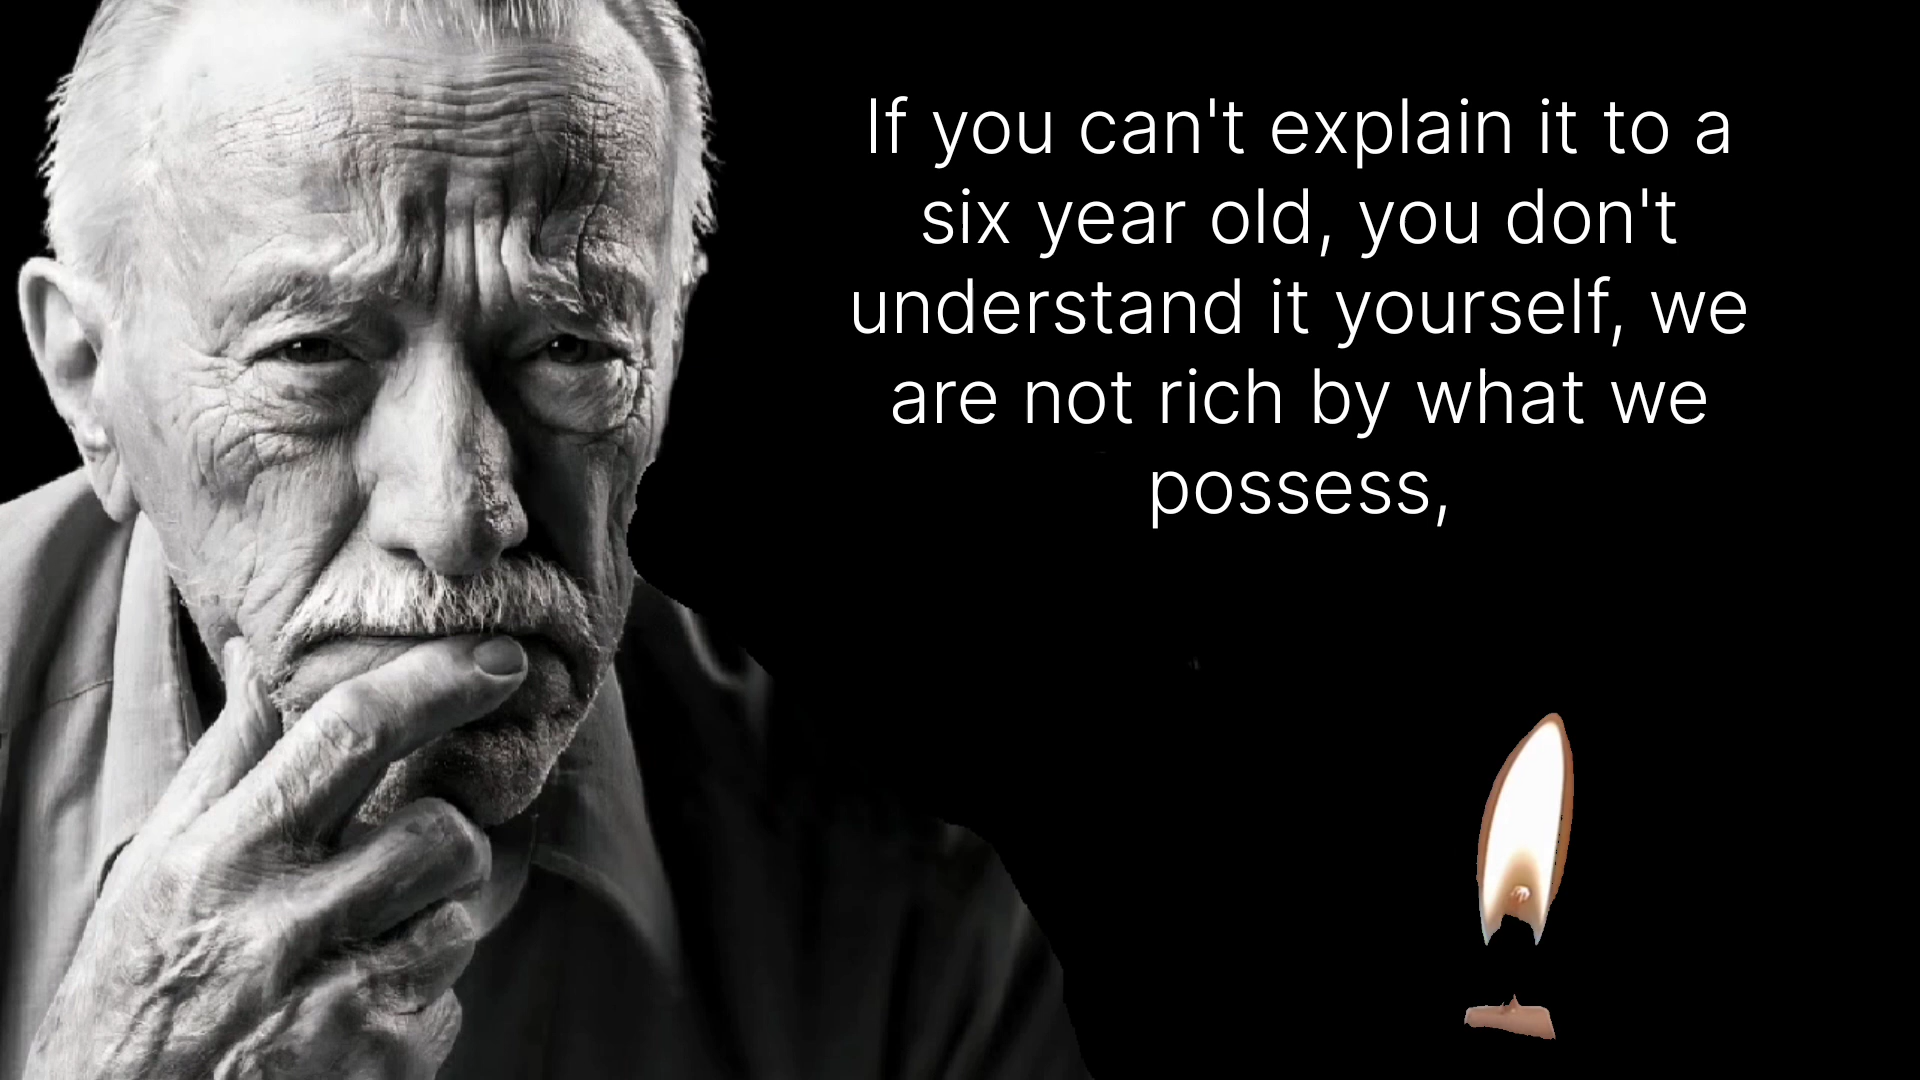 If you can't explain it to a
six year old, you don't
understand it yourself, we
are not rich by what we
possess,